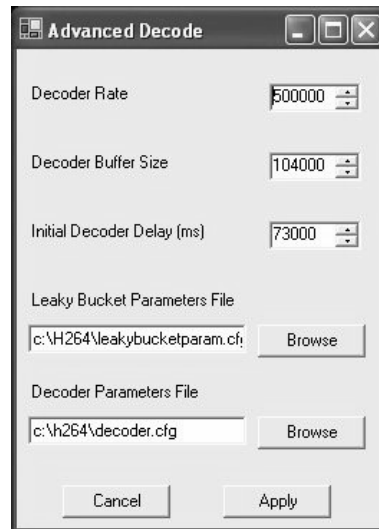 Advanced Decode
Decoder Rate 500000
Decoder Buffer Size 104000
Initial Decoder Delay (ms) 73000
Leaky Bucket Parameters File
c:\H264\leakybucketparam.cf Browse
Decoder Parameters File
c:\h264\decoder.cfg Browse
Cancel Apply